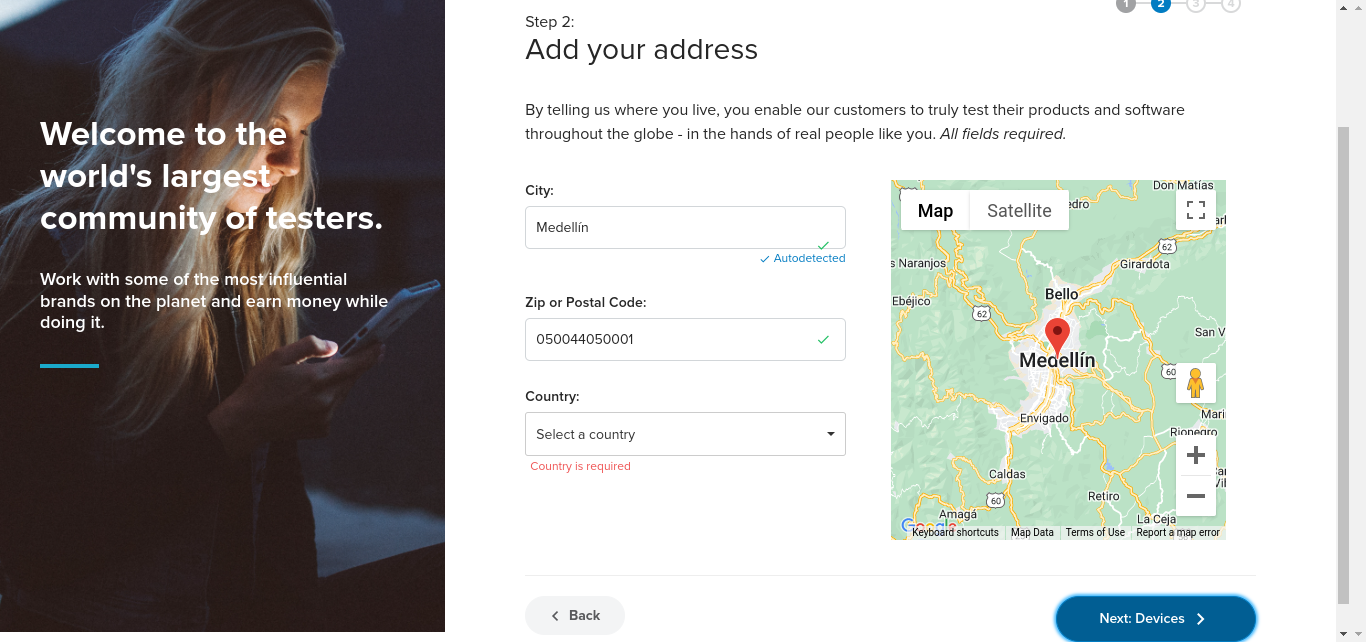 Welcome to the
world's largest
community of testers.
Work with some of the most influential
brands on the planet and earn money while
doing it.
1 2 3 4
Step 2:
Add your address
By telling us where you live, you enable our customers to truly test their products and software
throughout the globe - in the hands of real people like you. All fields required.
City:
Medellín
Autodetected
Zip or Postal Code:
050044050001
Country:
Select a country
Country is required
Map
Satellite
Don Matías
62
Girardota
Ebéjico
Bello
62
San V
Medellín
60
Envigado
Rionegro
Caldas
60
Retiro
Amagá
La Ceja
Google
Keyboard shortcuts
Map Data
Terms of Use
Report a map error
Back
Next: Devices